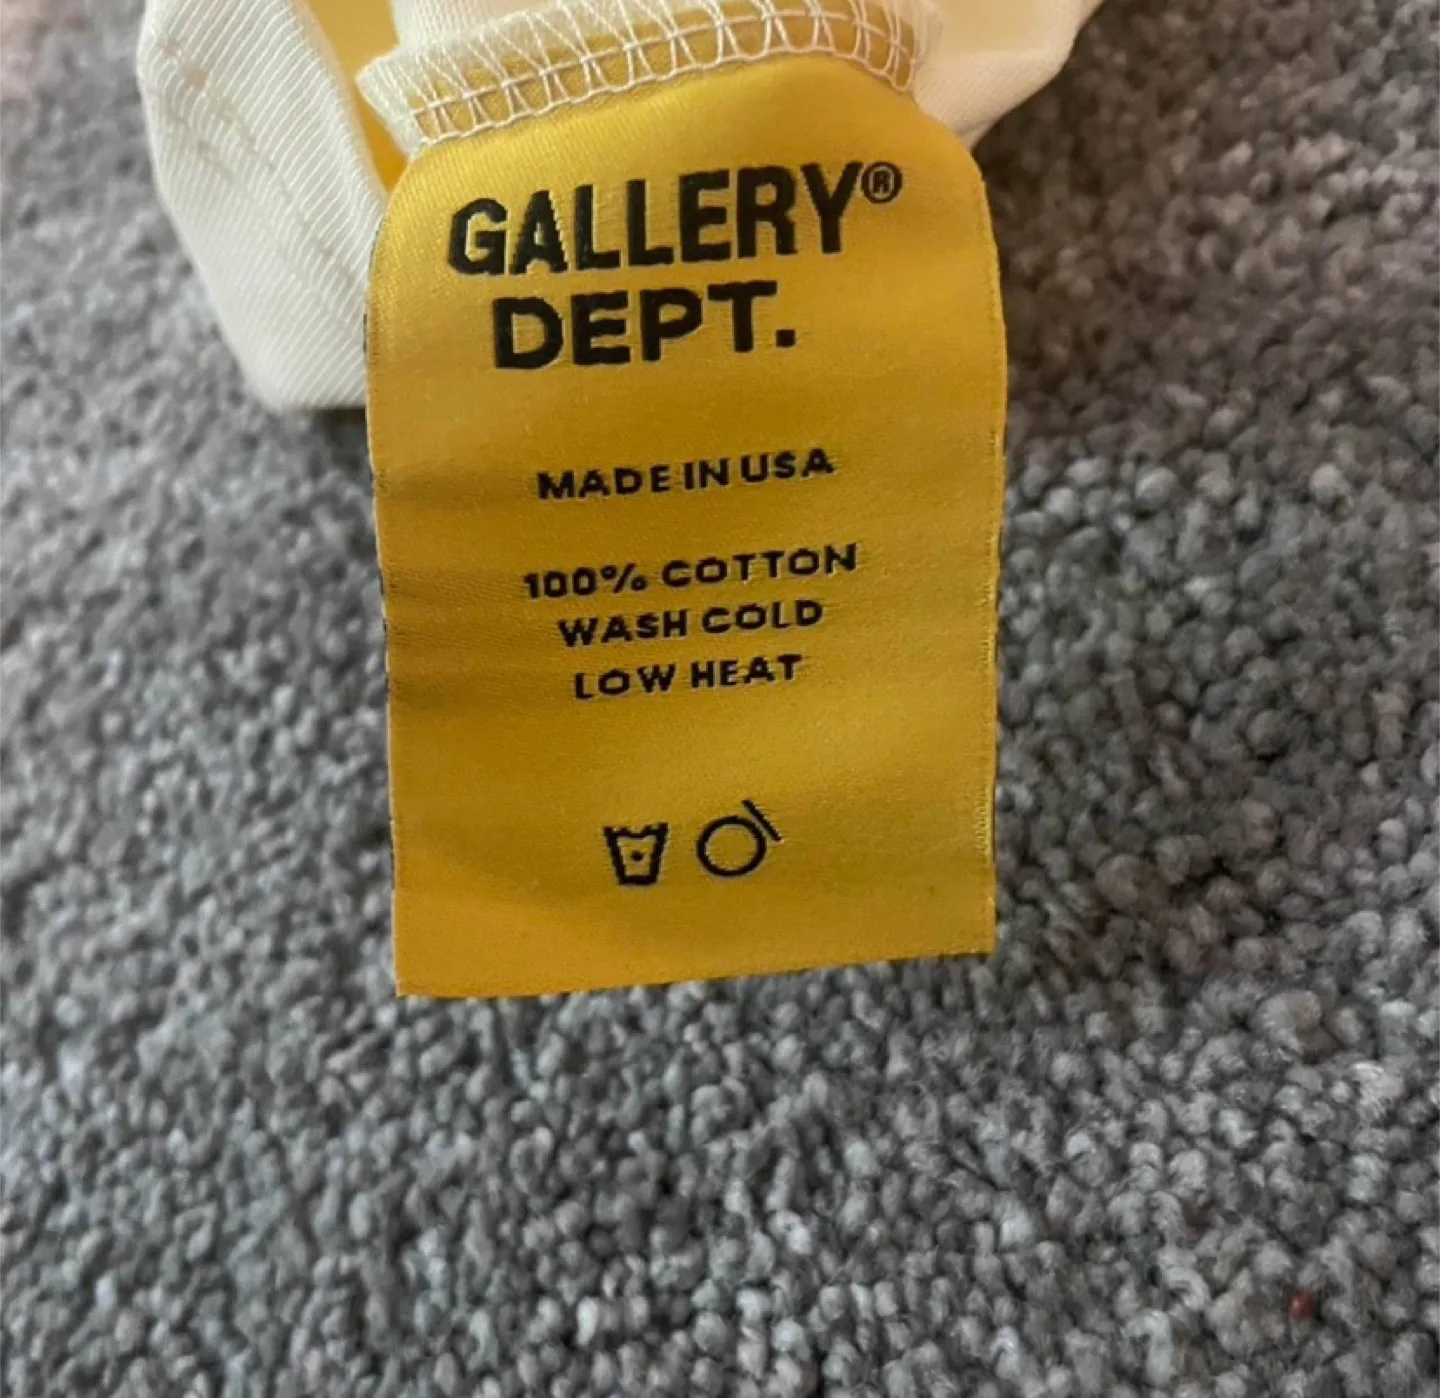 GALLERY®
DEPT.
MADE IN USA
100% COTTON
WASH COLD
LOW HEAT